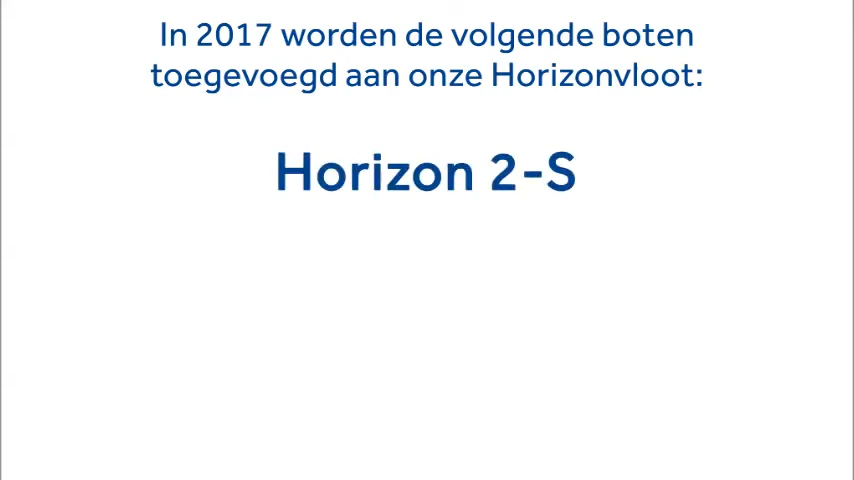 In 2017 worden de volgende boten
toegevoegd aan onze Horizonvloot:
Horizon 2-S